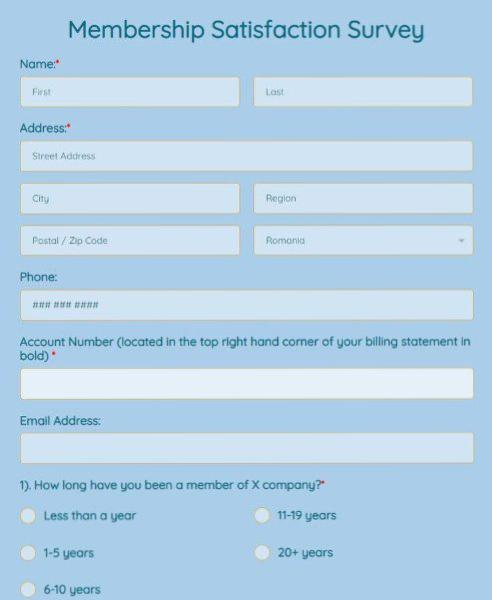 Membership Satisfaction Survey
Name:*
First
Last
Address:*
Street Address
City
Region
Postal / Zip Code
Romania
Phone:
### ### ####
Account Number (located in the top right hand corner of your billing statement in
bold) *
Email Address:
1). How long have you been a member of X company?*
Less than a year
11-19 years
1-5 years
20+ years
6-10 years